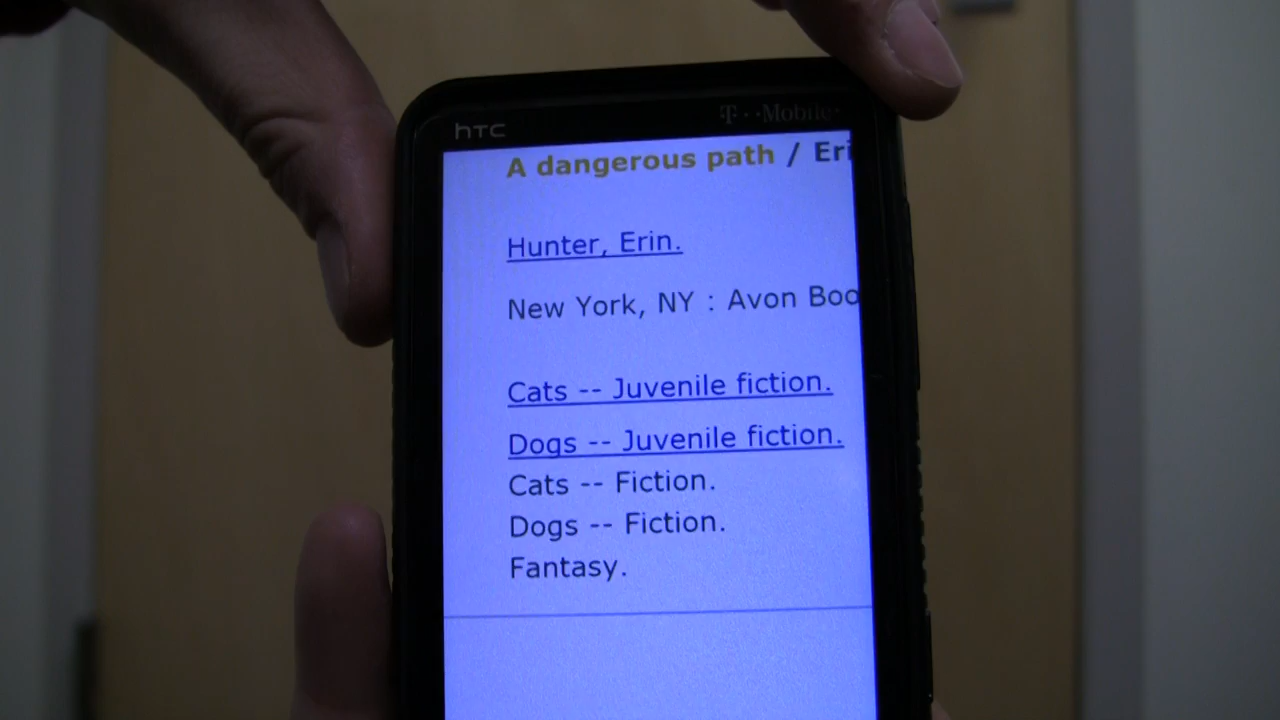 hTC T··Mobile·
A dangerous path / Eri
Hunter, Erin.
New York, NY : Avon Boo
Cats -- Juvenile fiction.
Dogs -- Juvenile fiction.
Cats -- Fiction.
Dogs -- Fiction.
Fantasy.